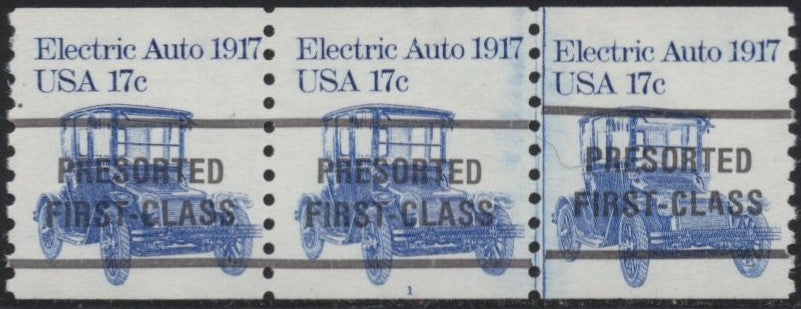 Electric Auto 1917
USA 17c
PRESORTED
FIRST-CLASS
Electric Auto 1917
USA 17c
PRESORTED
FIRST-CLASS
1
Electric Auto 1917
USA 17c
PRESORTED
FIRST-CLASS